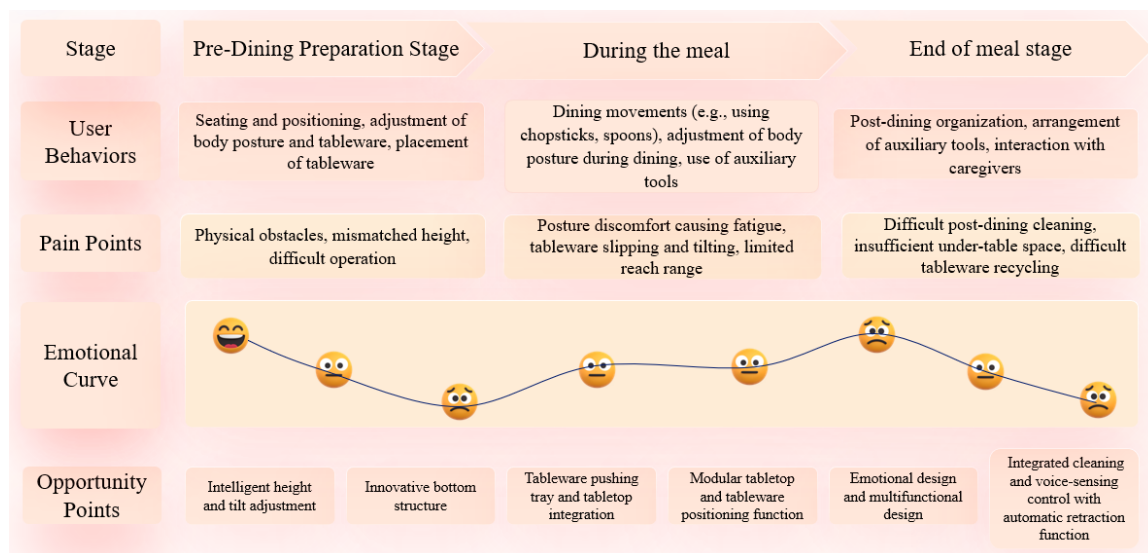 Stage
Pre-Dining Preparation Stage
During the meal
End of meal stage
User
Behaviors
Seating and positioning, adjustment of
body posture and tableware, placement
of tableware
Dining movements (e.g., using
chopsticks, spoons), adjustment of body
posture during dining, use of auxiliary
tools
Post-dining organization, arrangement
of auxiliary tools, interaction with
caregivers
Pain Points
Physical obstacles, mismatched height,
difficult operation
Posture discomfort causing fatigue,
tableware slipping and tilting, limited
reach range
Difficult post-dining cleaning,
insufficient under-table space, difficult
tableware recycling
Emotional
Curve
Opportunity
Points
Intelligent height
and tilt adjustment
Innovative bottom
structure
Tableware pushing
tray and tabletop
integration
Modular tabletop
and tableware
positioning function
Emotional design
and multifunctional
design
Integrated cleaning
and voice-sensing
control with
automatic retraction
function